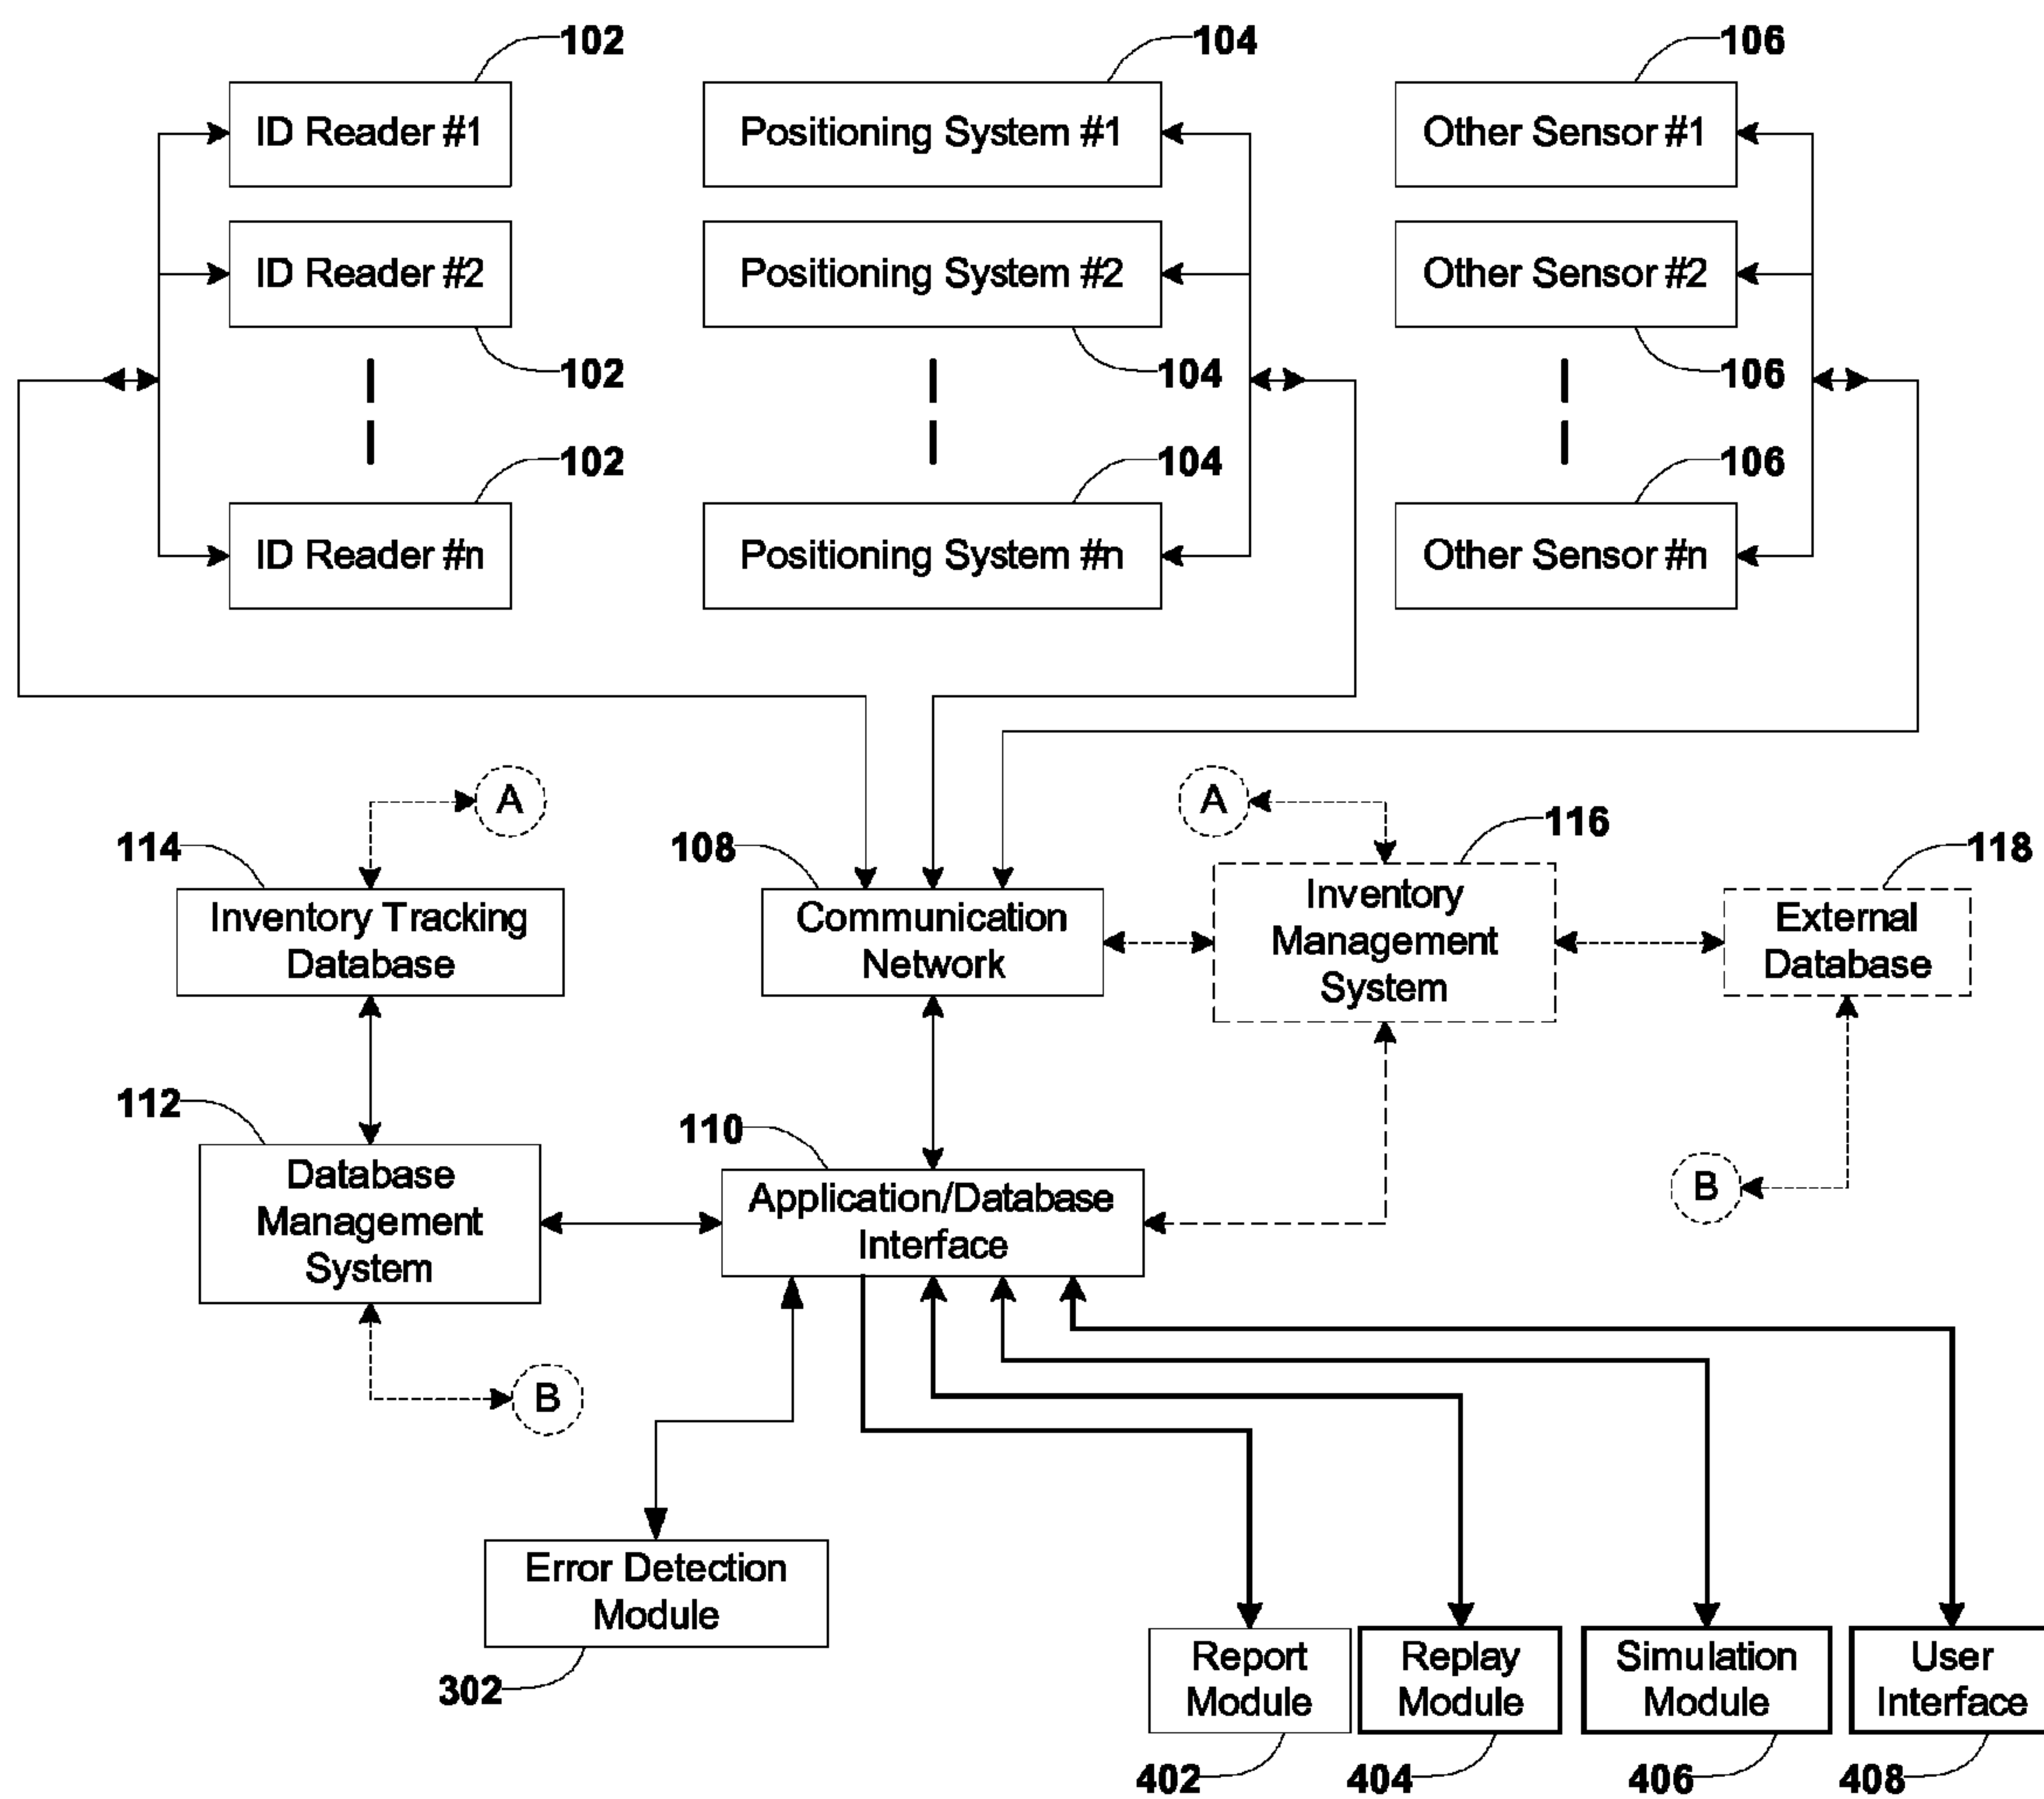 102
104
106
ID Reader #1
Positioning System #1
Other Sensor #1
ID Reader #2
Positioning System #2
Other Sensor #2
102
104
106
102
104
106
ID Reader #n
Positioning System #n
Other Sensor #n
A
A
114
108
116
118
Inventory Tracking
Database
Communication
Network
Inventory
Management
System
External
Database
112
110
B
Database
Management
System
Application/Database
Interface
B
Error Detection
Module
302
Report
Module
Replay
Module
Simulation
Module
User
Interface
402
404
406
408